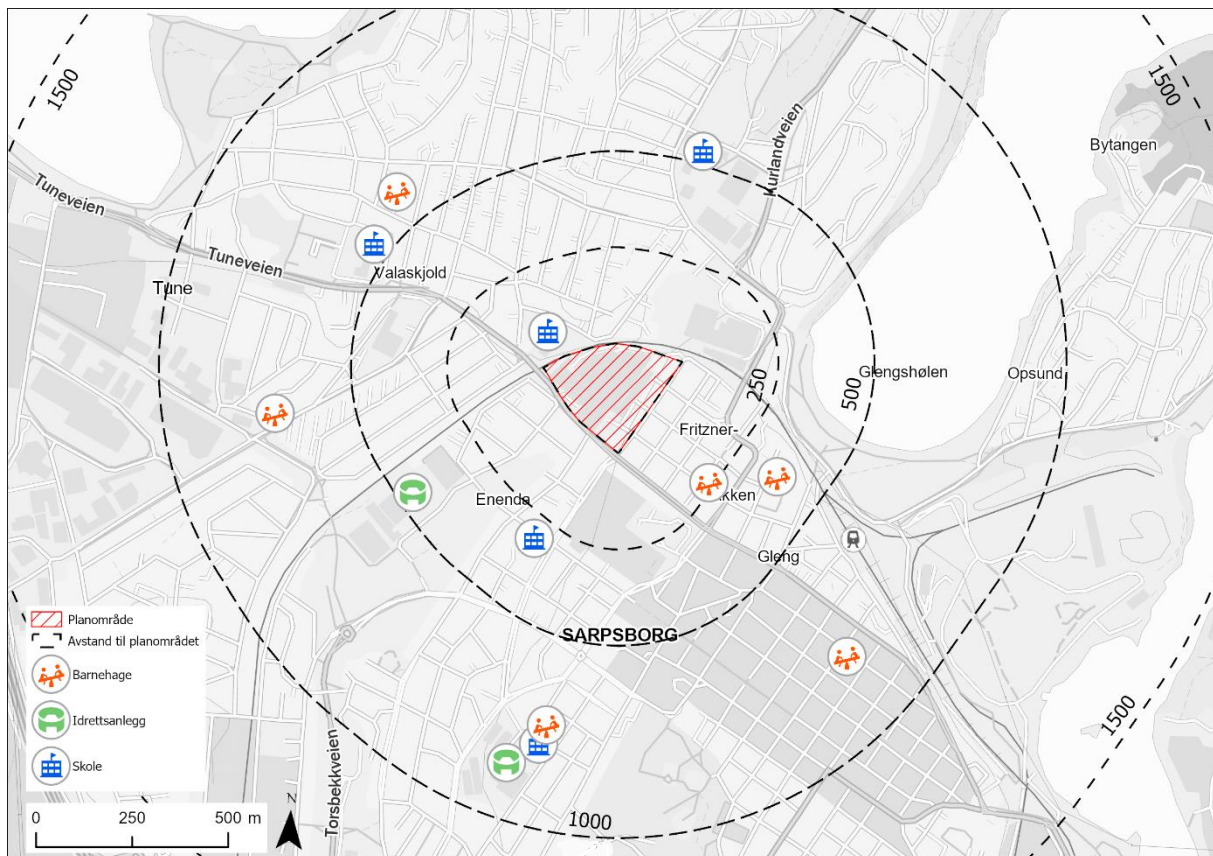 1500
1500
Bytangen
Kurlandveien
Tuneveien
Tuneveien
Valaskjold
Tune
250
500
Glengshølen
Opsund
Fritzner-
Enenda
Gleng
SARPSBORG
Planområde
Avstand til planområdet
Barnehage
Idrettsanlegg
Skole
N
0 250 500 m
Torsbekkveien
1000
1500